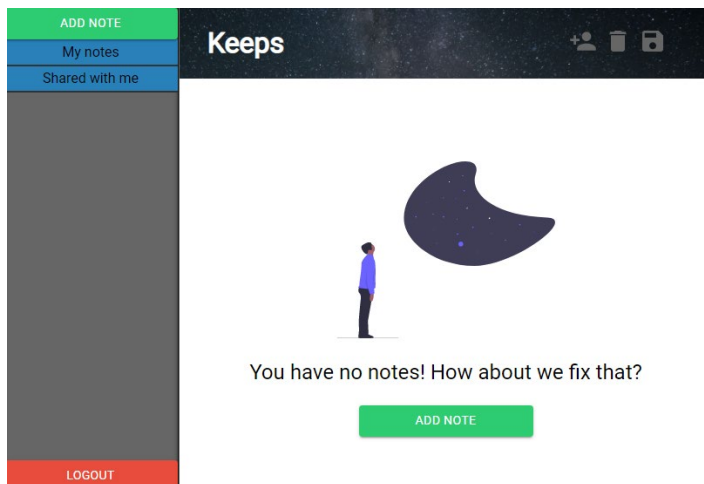 ADD NOTE
My notes
Shared with me
Keeps
You have no notes! How about we fix that?
ADD NOTE
LOGOUT